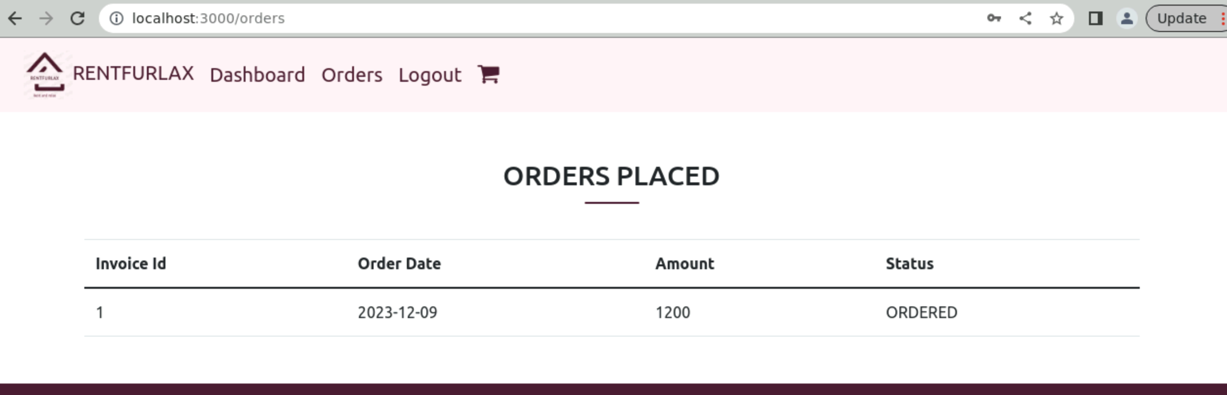 localhost:3000/orders
Update
RENTFURLAX
RENTFURLAX Dashboard Orders Logout
ORDERS PLACED
Invoice Id Order Date Amount Status
1 2023-12-09 1200 ORDERED